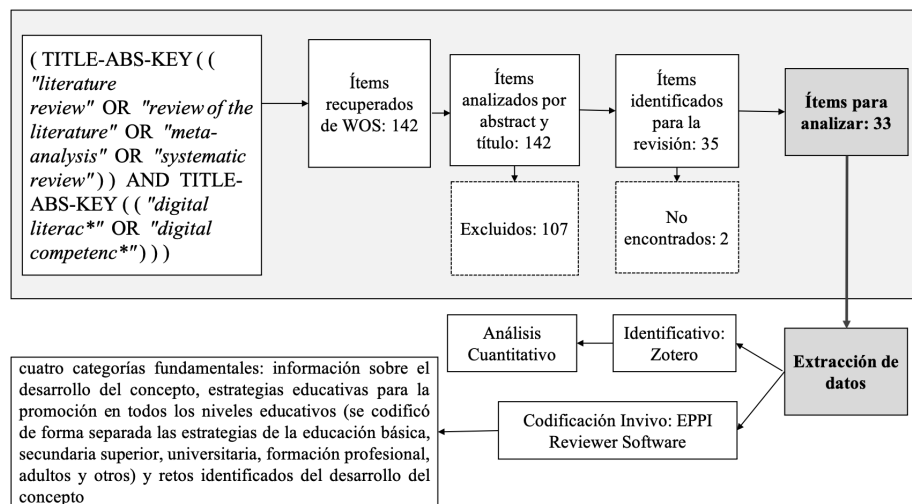 ( TITLE-ABS-KEY ( (
"literature
review" OR "review of the
literature" OR "meta-
analysis" OR "systematic
review" ) ) AND TITLE-
ABS-KEY ( ( "digital
literac*" OR "digital
competenc*" ) ) )
Ítems
recuperados
de WOS: 142
Ítems
analizados por
abstract y
título: 142
Excluidos: 107
Ítems
identificados
para la
revisión: 35
No
encontrados: 2
Ítems para
analizar: 33
Extracción de
datos
Identificativo:
Zotero
Análisis
Cuantitativo
Codificación Invivo: EPPI
Reviewer Software
cuatro categorías fundamentales: información sobre el
desarrollo del concepto, estrategias educativas para la
promoción en todos los niveles educativos (se codificó
de forma separada las estrategias de la educación básica,
secundaria superior, universitaria, formación profesional,
adultos y otros) y retos identificados del desarrollo del
concepto